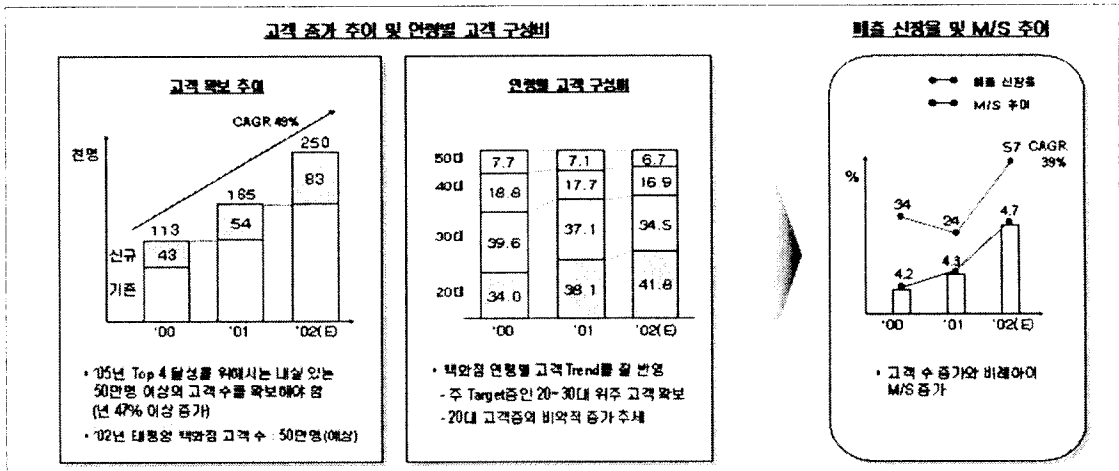 고객 증가 추이 및 연령별 고객 구성비
매출 신장율 및 M/S 추이
고객 확보 추이
CAGR 49%
천명
250
83
165
54
113
43
신규
기존
'00
'01
'02(E)
• '05년 Top 4 달성를 위해서는 내실 있는
50만명 이상의 고객 수를 확보해야 함
(년 47% 이상 증가)
• '02년 태평양 백화점 고객 수 : 50만명(예상)
연령별 고객 구성비
50대
7.7
7.1
6.7
40대
18.8
17.7
16.9
30대
39.6
37.1
34.5
20대
34.0
38.1
41.8
'00
'01
'02(E)
• 백화점 연령별 고객 Trend를 잘 반영
- 주 Target층인 20~30대 위주 고객 확보
- 20대 고객층의 비약적 증가 추세
매출 신장율
M/S 추이
%
57
CAGR
39%
34
24
4.2
4.3
4.7
'00
'01
'02(E)
• 고객 수 증가와 비례하여
M/S 증가